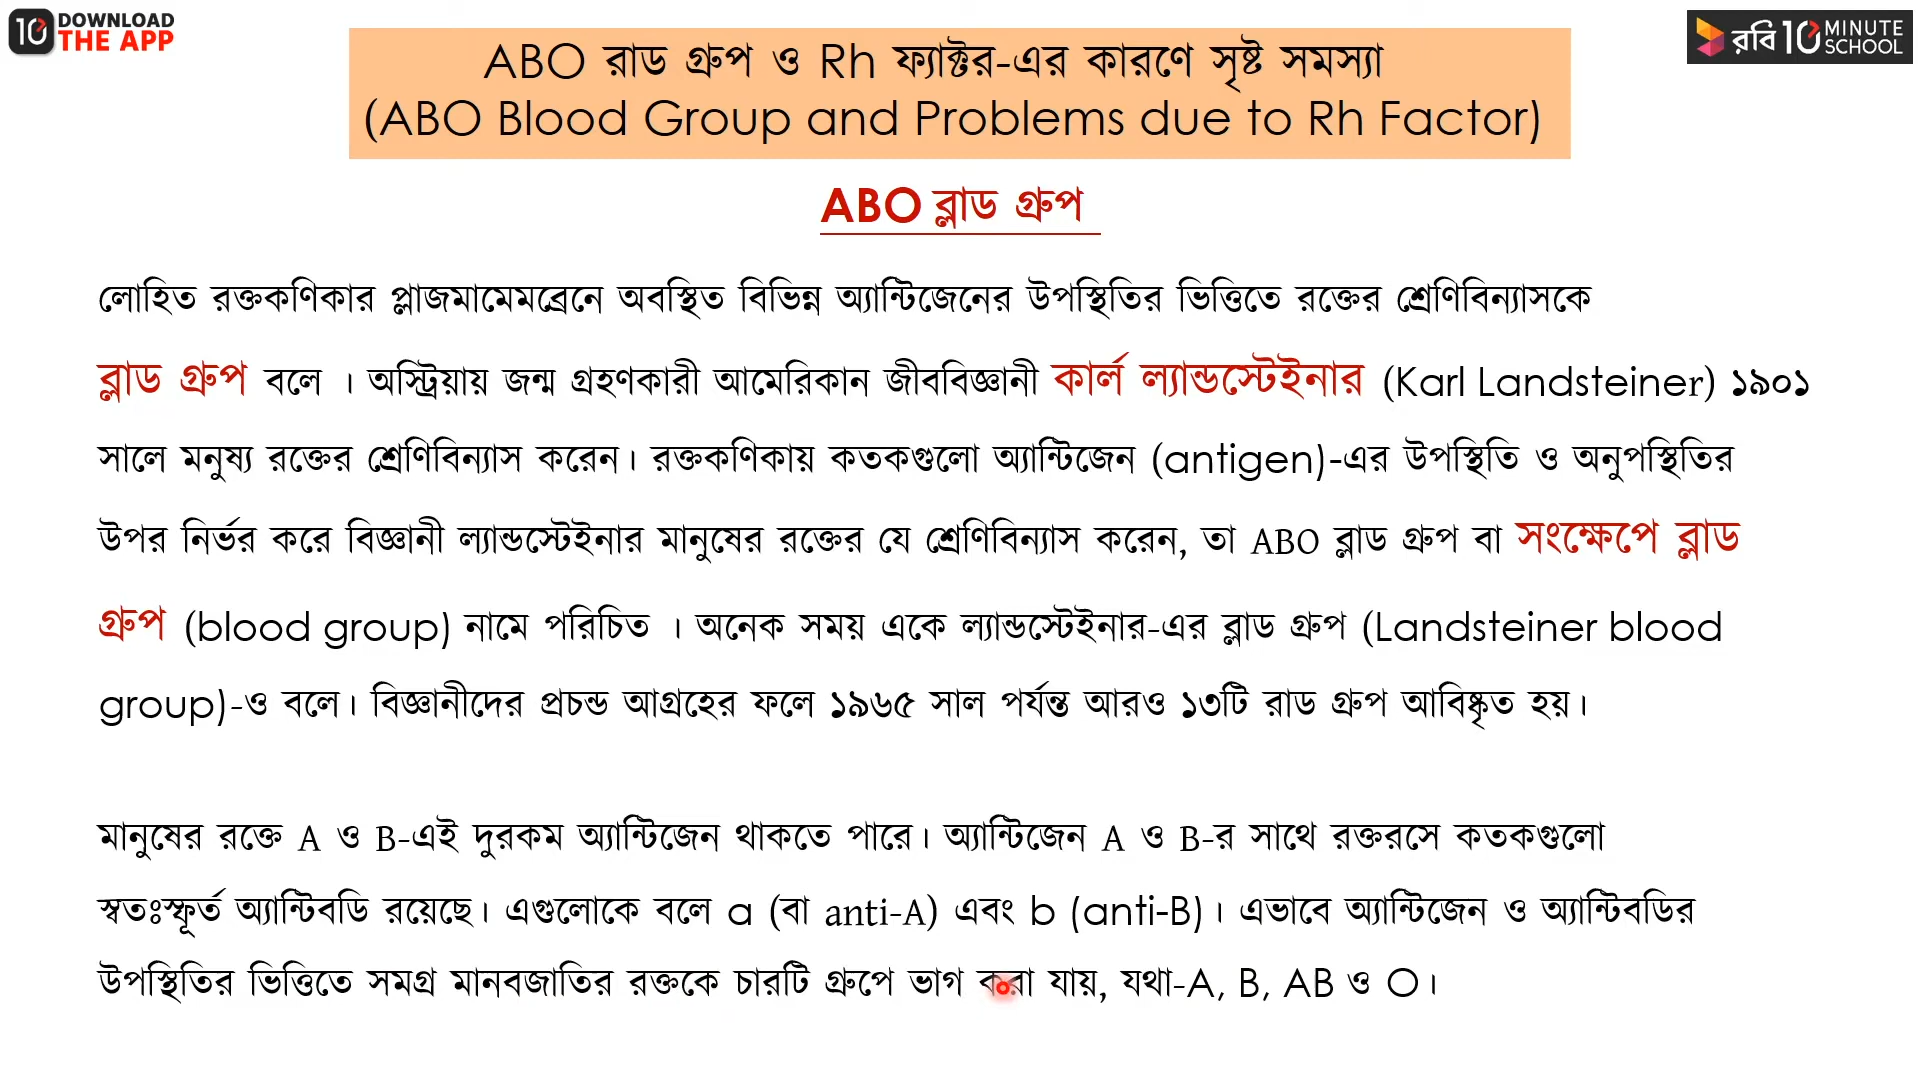 DOWNLOAD
THE APP
রবি 10 MINUTE SCHOOL
ABO রাড গ্রুপ ও Rh ফ্যাক্টর-এর কারণে সৃষ্ট সমস্যা
(ABO Blood Group and Problems due to Rh Factor)
ABO ব্লাড গ্রুপ
লোহিত রক্তকণিকার প্লাজমামেমব্রেনে অবস্থিত বিভিন্ন অ্যান্টিজেনের উপস্থিতির ভিত্তিতে রক্তের শ্রেণিবিন্যাসকে
ব্লাড গ্রুপ বলে । অস্ট্রিয়ায় জন্ম গ্রহণকারী আমেরিকান জীববিজ্ঞানী কার্ল ল্যান্ডস্টেইনার (Karl Landsteiner) ১৯০১
সালে মনুষ্য রক্তের শ্রেণিবিন্যাস করেন। রক্তকণিকায় কতকগুলো অ্যান্টিজেন (antigen)-এর উপস্থিতি ও অনুপস্থিতির
উপর নির্ভর করে বিজ্ঞানী ল্যান্ডস্টেইনার মানুষের রক্তের যে শ্রেণিবিন্যাস করেন, তা ABO ব্লাড গ্রুপ বা সংক্ষেপে ব্লাড
গ্রুপ (blood group) নামে পরিচিত । অনেক সময় একে ল্যান্ডস্টেইনার-এর ব্লাড গ্রুপ (Landsteiner blood
group)-ও বলে। বিজ্ঞানীদের প্রচন্ড আগ্রহের ফলে ১৯৬৫ সাল পর্যন্ত আরও ১৩টি রাড গ্রুপ আবিষ্কৃত হয়।
মানুষের রক্তে A ও B-এই দুরকম অ্যান্টিজেন থাকতে পারে। অ্যান্টিজেন A ও B-র সাথে রক্তরসে কতকগুলো
স্বতঃস্ফূর্ত অ্যান্টিবডি রয়েছে। এগুলোকে বলে a (বা anti-A) এবং b (anti-B)। এভাবে অ্যান্টিজেন ও অ্যান্টিবডির
উপস্থিতির ভিত্তিতে সমগ্র মানবজাতির রক্তকে চারটি গ্রুপে ভাগ করা যায়, যথা-A, B, AB ও O।